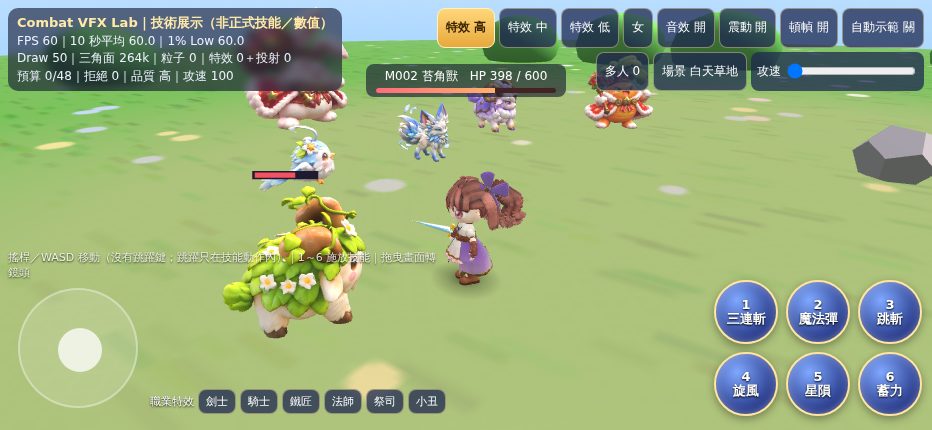 Combat VFX Lab｜技術展示（非正式技能／數值）
FPS 60｜10 秒平均 60.0｜1% Low 60.0
Draw 50｜三角面 264k｜粒子 0｜特效 0＋投射 0
預算 0/48｜拒絕 0｜品質 高｜攻速 100
特效 高
特效 中
特效 低
女
音效 開
震動 開
頓幀 開
自動示範 關
M002 苔角獸 HP 398 / 600
多人 0
場景 白天草地
攻速
搖桿／WASD 移動（沒有跳躍鍵；跳躍只在技能動作內）｜1～6 施放技能｜拖曳畫面轉
鏡頭
1
三連斬
2
魔法彈
3
跳斬
4
旋風
5
星隕
6
蓄力
職業特效
劍士
騎士
鐵匠
法師
祭司
小丑